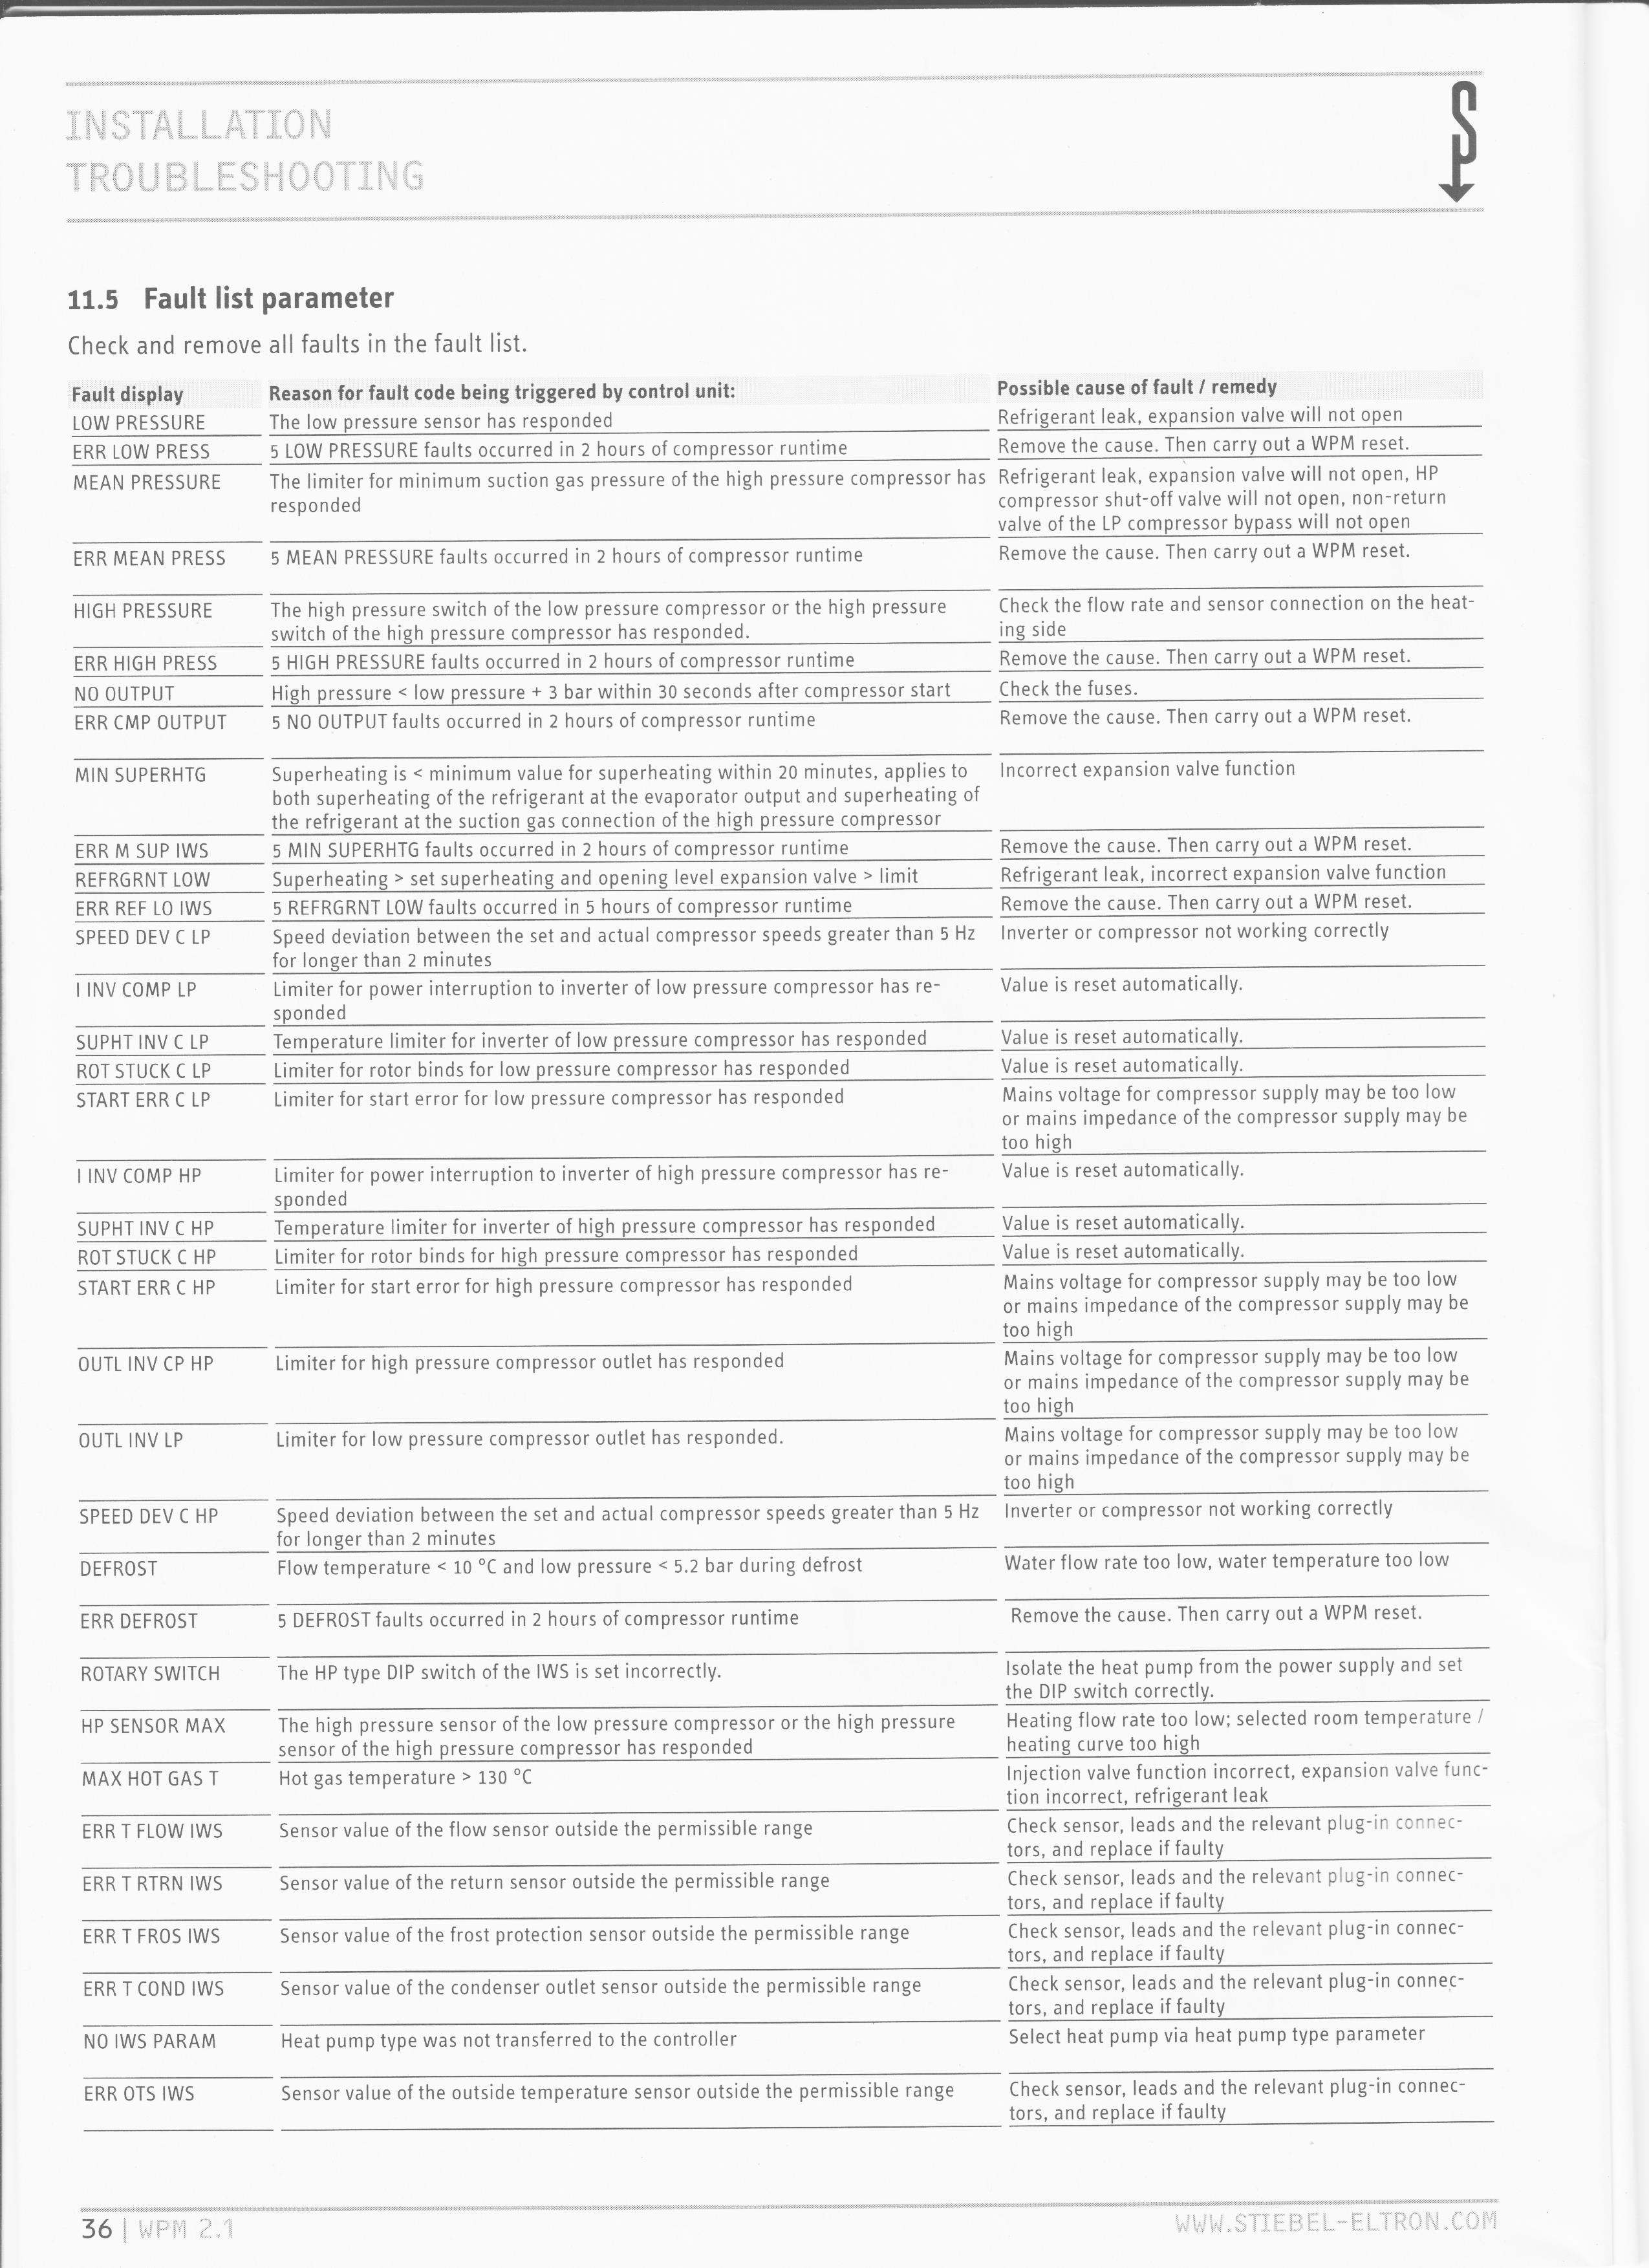 INSTALLATION
TROUBLESHOOTING
11.5 Fault list parameter
Check and remove all faults in the fault list.
Fault display Reason for fault code being triggered by control unit: Possible cause of fault / remedy
LOW PRESSURE The low pressure sensor has responded Refrigerant leak, expansion valve will not open
ERR LOW PRESS 5 LOW PRESSURE faults occurred in 2 hours of compressor runtime Remove the cause. Then carry out a WPM reset.
MEAN PRESSURE The limiter for minimum suction gas pressure of the high pressure compressor has Refrigerant leak, expansion valve will not open, HP
responded compressor shut-off valve will not open, non-return
valve of the LP compressor bypass will not open
ERR MEAN PRESS 5 MEAN PRESSURE faults occurred in 2 hours of compressor runtime Remove the cause. Then carry out a WPM reset.
HIGH PRESSURE The high pressure switch of the low pressure compressor or the high pressure Check the flow rate and sensor connection on the heat-
switch of the high pressure compressor has responded. ing side
ERR HIGH PRESS 5 HIGH PRESSURE faults occurred in 2 hours of compressor runtime Remove the cause. Then carry out a WPM reset.
NO OUTPUT High pressure < low pressure + 3 bar within 30 seconds after compressor start Check the fuses.
ERR CMP OUTPUT 5 NO OUTPUT faults occurred in 2 hours of compressor runtime Remove the cause. Then carry out a WPM reset.
MIN SUPERHTG Superheating is < minimum value for superheating within 20 minutes, applies to Incorrect expansion valve function
both superheating of the refrigerant at the evaporator output and superheating of
the refrigerant at the suction gas connection of the high pressure compressor
ERR M SUP IWS 5 MIN SUPERHTG faults occurred in 2 hours of compressor runtime Remove the cause. Then carry out a WPM reset.
REFRGRNT LOW Superheating > set superheating and opening level expansion valve > limit Refrigerant leak, incorrect expansion valve function
ERR REF LO IWS 5 REFRGRNT LOW faults occurred in 5 hours of compressor runtime Remove the cause. Then carry out a WPM reset.
SPEED DEV C LP Speed deviation between the set and actual compressor speeds greater than 5 Hz Inverter or compressor not working correctly
for longer than 2 minutes
I INV COMP LP Limiter for power interruption to inverter of low pressure compressor has re- Value is reset automatically.
sponded
SUPHT INV C LP Temperature limiter for inverter of low pressure compressor has responded Value is reset automatically.
ROT STUCK C LP Limiter for rotor binds for low pressure compressor has responded Value is reset automatically.
START ERR C LP Limiter for start error for low pressure compressor has responded Mains voltage for compressor supply may be too low
or mains impedance of the compressor supply may be
too high
I INV COMP HP Limiter for power interruption to inverter of high pressure compressor has re- Value is reset automatically.
sponded
SUPHT INV C HP Temperature limiter for inverter of high pressure compressor has responded Value is reset automatically.
ROT STUCK C HP Limiter for rotor binds for high pressure compressor has responded Value is reset automatically.
START ERR C HP Limiter for start error for high pressure compressor has responded Mains voltage for compressor supply may be too low
or mains impedance of the compressor supply may be
too high
OUTL INV CP HP Limiter for high pressure compressor outlet has responded Mains voltage for compressor supply may be too low
or mains impedance of the compressor supply may be
too high
OUTL INV LP Limiter for low pressure compressor outlet has responded. Mains voltage for compressor supply may be too low
or mains impedance of the compressor supply may be
too high
SPEED DEV C HP Speed deviation between the set and actual compressor speeds greater than 5 Hz Inverter or compressor not working correctly
for longer than 2 minutes
DEFROST Flow temperature < 10 °C and low pressure < 5.2 bar during defrost Water flow rate too low, water temperature too low
ERR DEFROST 5 DEFROST faults occurred in 2 hours of compressor runtime Remove the cause. Then carry out a WPM reset.
ROTARY SWITCH The HP type DIP switch of the IWS is set incorrectly. Isolate the heat pump from the power supply and set
the DIP switch correctly.
HP SENSOR MAX The high pressure sensor of the low pressure compressor or the high pressure Heating flow rate too low; selected room temperature /
sensor of the high pressure compressor has responded heating curve too high
MAX HOT GAS T Hot gas temperature > 130 °C Injection valve function incorrect, expansion valve func-
tion incorrect, refrigerant leak
ERR T FLOW IWS Sensor value of the flow sensor outside the permissible range Check sensor, leads and the relevant plug-in connec-
tors, and replace if faulty
ERR T RTRN IWS Sensor value of the return sensor outside the permissible range Check sensor, leads and the relevant plug-in connec-
tors, and replace if faulty
ERR T FROS IWS Sensor value of the frost protection sensor outside the permissible range Check sensor, leads and the relevant plug-in connec-
tors, and replace if faulty
ERR T COND IWS Sensor value of the condenser outlet sensor outside the permissible range Check sensor, leads and the relevant plug-in connec-
tors, and replace if faulty
NO IWS PARAM Heat pump type was not transferred to the controller Select heat pump via heat pump type parameter
ERR OTS IWS Sensor value of the outside temperature sensor outside the permissible range Check sensor, leads and the relevant plug-in connec-
tors, and replace if faulty
36 | WPM 2.1 WWW.STIEBEL-ELTRON.COM